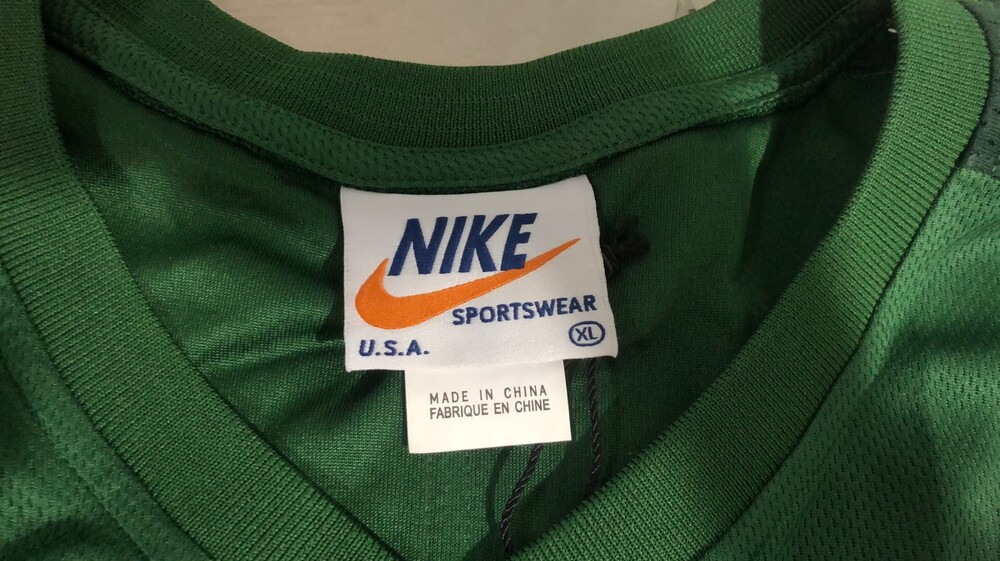 NIKE
SPORTSWEAR
U.S.A.
XL
MADE IN CHINA
FABRIQUE EN CHINE